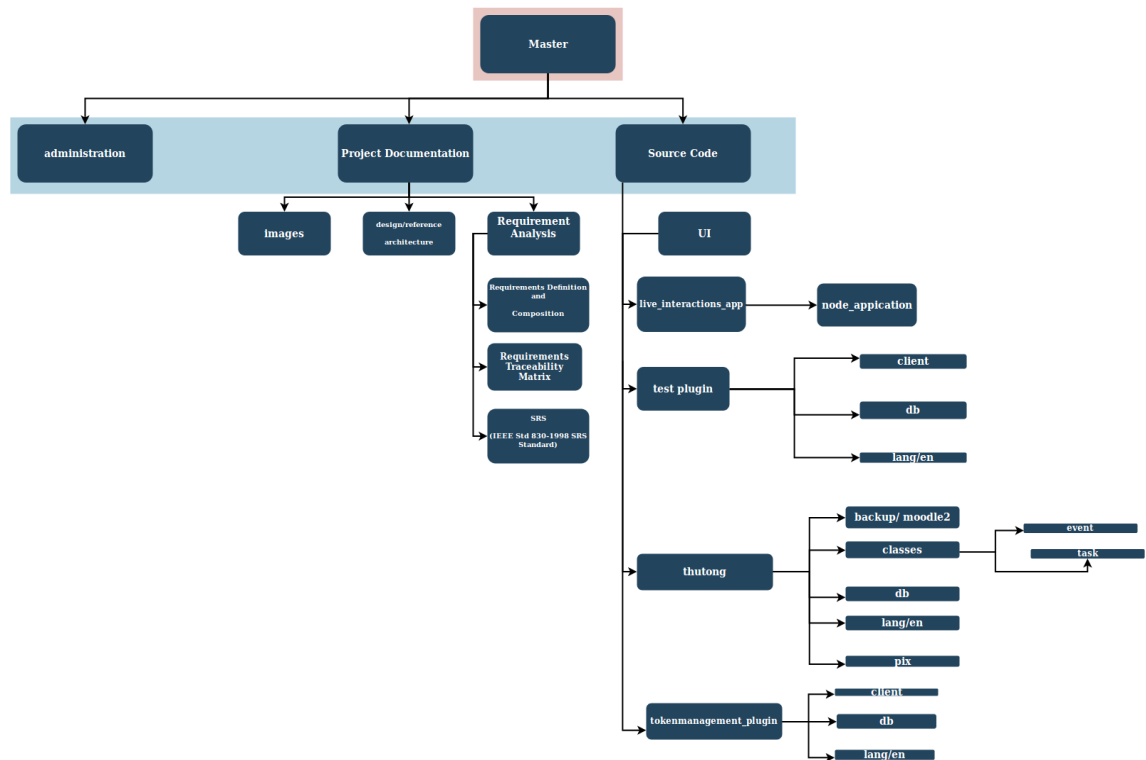 Master
administration
Project Documentation
Source Code
images
design/reference
architecture
Requirement
Analysis
UI
Requirements Definition
and
Composition
live_interactions_app
node_appication
Requirements
Traceability
Matrix
test plugin
client
db
lang/en
SRS
(IEEE Std 830-1998 SRS
Standard)
thutong
backup/ moodle2
classes
event
task
db
lang/en
pix
tokenmanagement_plugin
client
db
lang/en